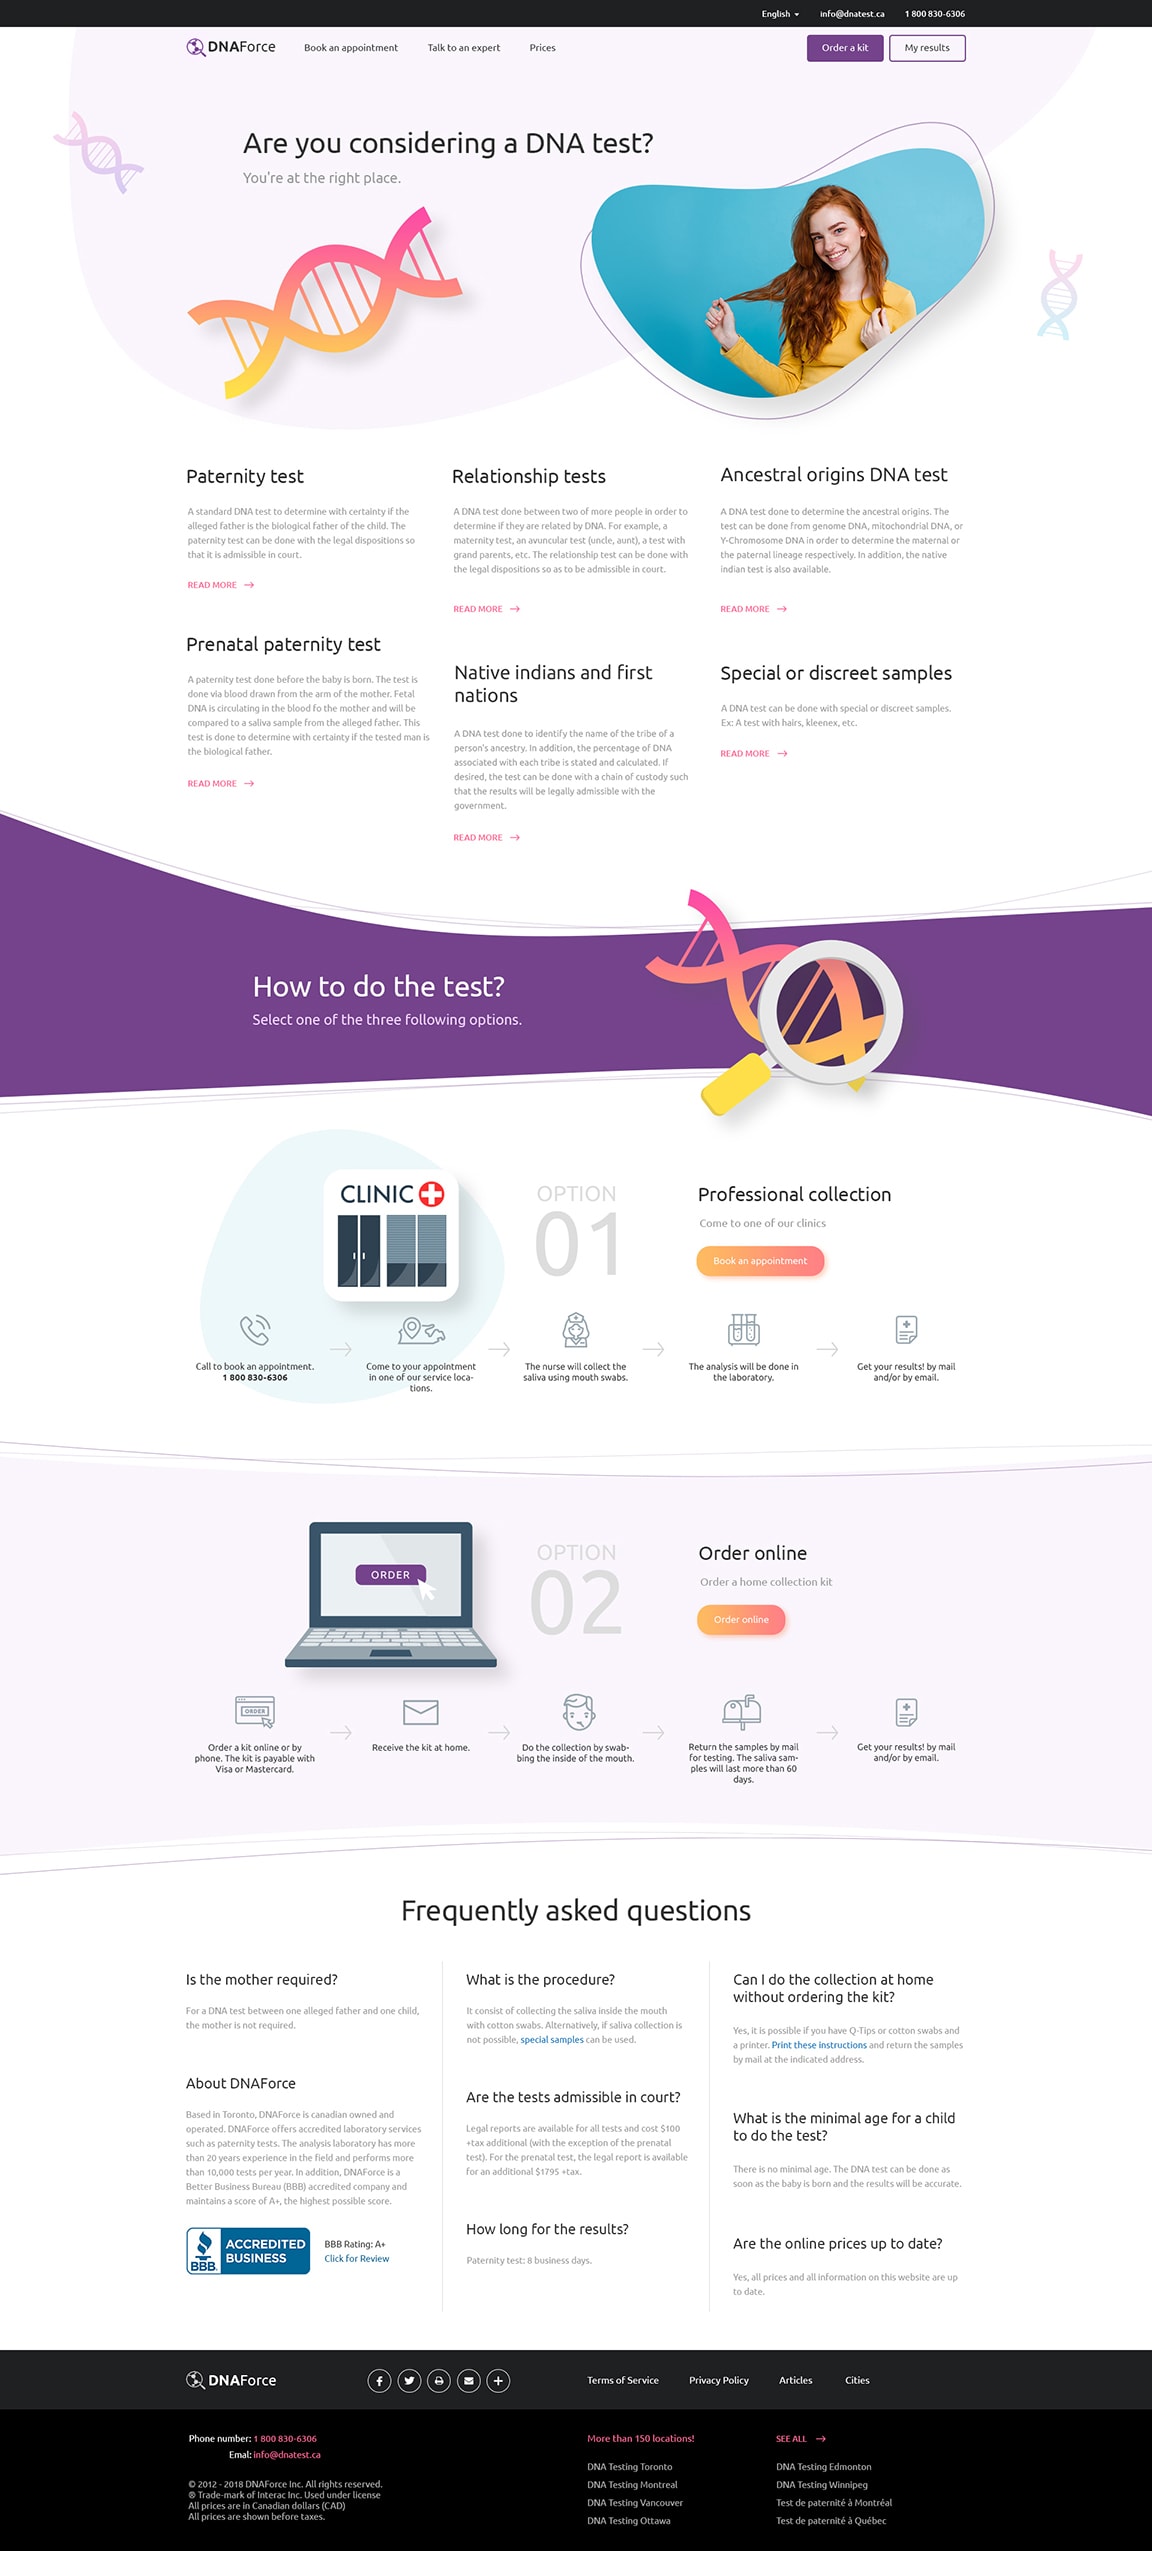 English
info@dnatest.ca
1 800 830-6306
DNAForce
Book an appointment
Talk to an expert
Prices
Order a kit
My results
Are you considering a DNA test?
You're at the right place.
Paternity test
A standard DNA test to determine with certainty if the
alleged father is the biological father of the child. The
paternity test can be done with the legal dispositions so
that it is admissible in court.
READ MORE
Relationship tests
A DNA test done between two of more people in order to
determine if they are related by DNA. For example, a
maternity test, an avuncular test (uncle, aunt), a test with
grand parents, etc. The relationship test can be done with
the legal dispositions so as to be admissible in court.
READ MORE
Ancestral origins DNA test
A DNA test done to determine the ancestral origins. The
test can be done from genome DNA, mitochondrial DNA, or
Y-Chromosome DNA in order to determine the maternal or
the paternal lineage respectively. In addition, the native
indian test is also available.
READ MORE
Prenatal paternity test
A paternity test done before the baby is born. The test is
done via blood drawn from the arm of the mother. Fetal
DNA is circulating in the blood fo the mother and will be
compared to a saliva sample from the alleged father. This
test is done to determine with certainty if the tested man is
the biological father.
READ MORE
Native indians and first
nations
A DNA test done to identify the name of the tribe of a
person's ancestry. In addition, the percentage of DNA
associated with each tribe is stated and calculated. If
desired, the test can be done with a chain of custody such
that the results will be legally admissible with the
government.
READ MORE
Special or discreet samples
A DNA test can be done with special or discreet samples.
Ex: A test with hairs, kleenex, etc.
READ MORE
How to do the test?
Select one of the three following options.
CLINIC
OPTION
01
Professional collection
Come to one of our clinics
Book an appointment
Call to book an appointment.
1 800 830-6306
Come to your appointment
in one of our service loca-
tions.
The nurse will collect the
saliva using mouth swabs.
The analysis will be done in
the laboratory.
Get your results! by mail
and/or by email.
ORDER
OPTION
02
Order online
Order a home collection kit
Order online
ORDER
Order a kit online or by
phone. The kit is payable with
Visa or Mastercard.
Receive the kit at home.
Do the collection by swab-
bing the inside of the mouth.
Return the samples by mail
for testing. The saliva sam-
ples will last more than 60
days.
Get your results! by mail
and/or by email.
Frequently asked questions
Is the mother required?
For a DNA test between one alleged father and one child,
the mother is not required.
About DNAForce
Based in Toronto, DNAForce is canadian owned and
operated. DNAForce offers accredited laboratory services
such as paternity tests. The analysis laboratory has more
than 20 years experience in the field and performs more
than 10,000 tests per year. In addition, DNAForce is a
Better Business Bureau (BBB) accredited company and
maintains a score of A+, the highest possible score.
BBB.
ACCREDITED
BUSINESS
BBB Rating: A+
Click for Review
What is the procedure?
It consist of collecting the saliva inside the mouth
with cotton swabs. Alternatively, if saliva collection is
not possible, special samples can be used.
Are the tests admissible in court?
Legal reports are available for all tests and cost $100
+tax additional (with the exception of the prenatal
test). For the prenatal test, the legal report is available
for an additional $1795 +tax.
How long for the results?
Paternity test: 8 business days.
Can I do the collection at home
without ordering the kit?
Yes, it is possible if you have Q-Tips or cotton swabs and
a printer. Print these instructions and return the samples
by mail at the indicated address.
What is the minimal age for a child
to do the test?
There is no minimal age. The DNA test can be done as
soon as the baby is born and the results will be accurate.
Are the online prices up to date?
Yes, all prices and all information on this website are up
to date.
DNAForce
Terms of Service
Privacy Policy
Articles
Cities
Phone number: 1 800 830-6306
Emal: info@dnatest.ca
© 2012 - 2018 DNAForce Inc. All rights reserved.
® Trade-mark of Interac Inc. Used under license
All prices are in Canadian dollars (CAD)
All prices are shown before taxes.
More than 150 locations!
DNA Testing Toronto
DNA Testing Montreal
DNA Testing Vancouver
DNA Testing Ottawa
SEE ALL
DNA Testing Edmonton
DNA Testing Winnipeg
Test de paternité à Montréal
Test de paternité à Québec